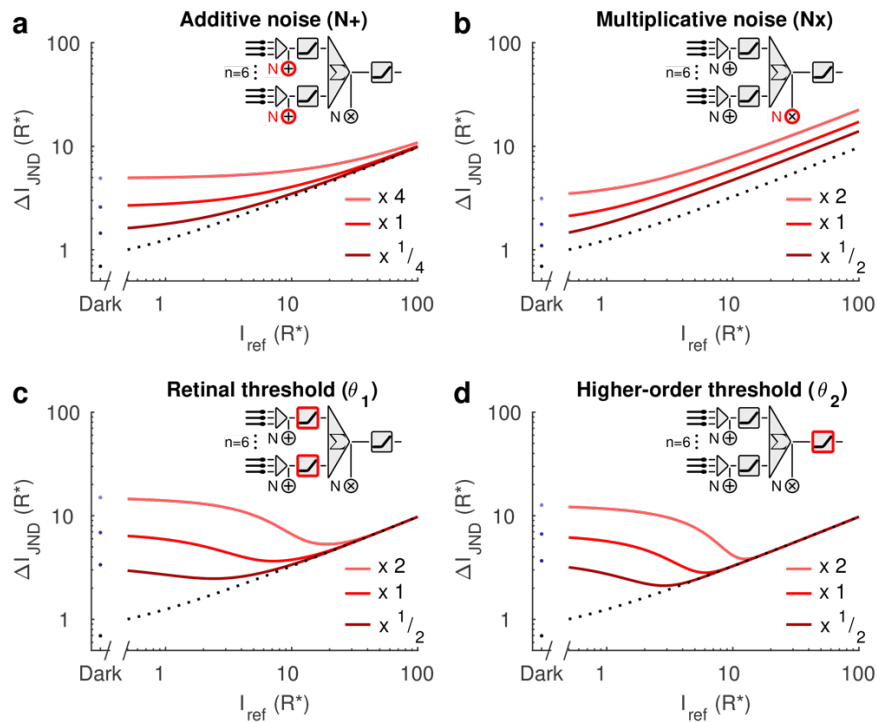 a
Additive noise (N+)
100
10
1
ΔI_JND (R*)
n=6
N +
N +
N ×
x 4
x 1
x 1/4
Dark
1
10
100
I_ref (R*)
b
Multiplicative noise (Nx)
100
10
1
ΔI_JND (R*)
n=6
N +
N +
N ×
x 2
x 1
x 1/2
Dark
1
10
100
I_ref (R*)
c
Retinal threshold (θ_1)
100
10
1
ΔI_JND (R*)
n=6
N +
N +
N ×
x 2
x 1
x 1/2
Dark
1
10
100
I_ref (R*)
d
Higher-order threshold (θ_2)
100
10
1
ΔI_JND (R*)
n=6
N +
N +
N ×
x 2
x 1
x 1/2
Dark
1
10
100
I_ref (R*)